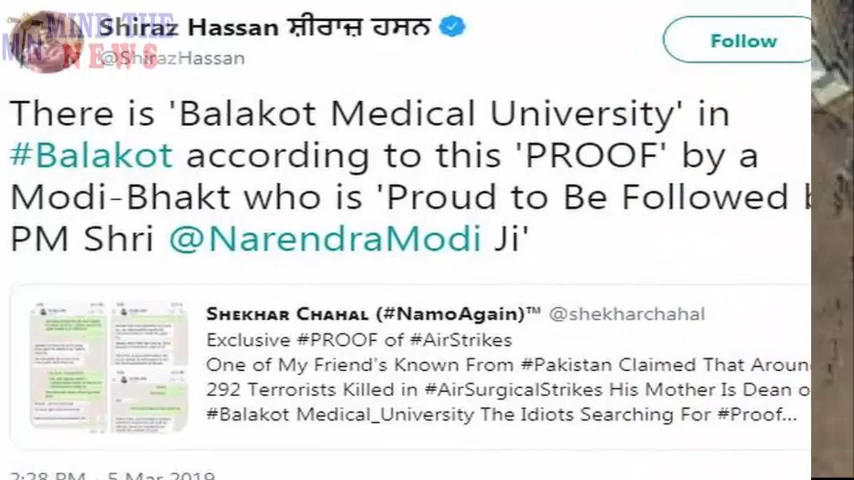 MIND THE
NEWS
Shiraz Hassan ਸ਼ੀਰਾਜ਼ ਹਸਨ
@ShirazHassan
Follow
There is 'Balakot Medical University' in
#Balakot according to this 'PROOF' by a
Modi-Bhakt who is 'Proud to Be Followed
PM Shri @NarendraModi Ji'
SHEKHAR CHAHAL (#NamoAgain)™ @shekharchahal
Exclusive #PROOF of #AirStrikes
One of My Friend's Known From #Pakistan Claimed That
292 Terrorists Killed in #AirSurgicalStrikes His Mother Is Dean
#Balakot Medical_University The Idiots Searching For #Proof...
2:28 PM - 5 Mar 2019